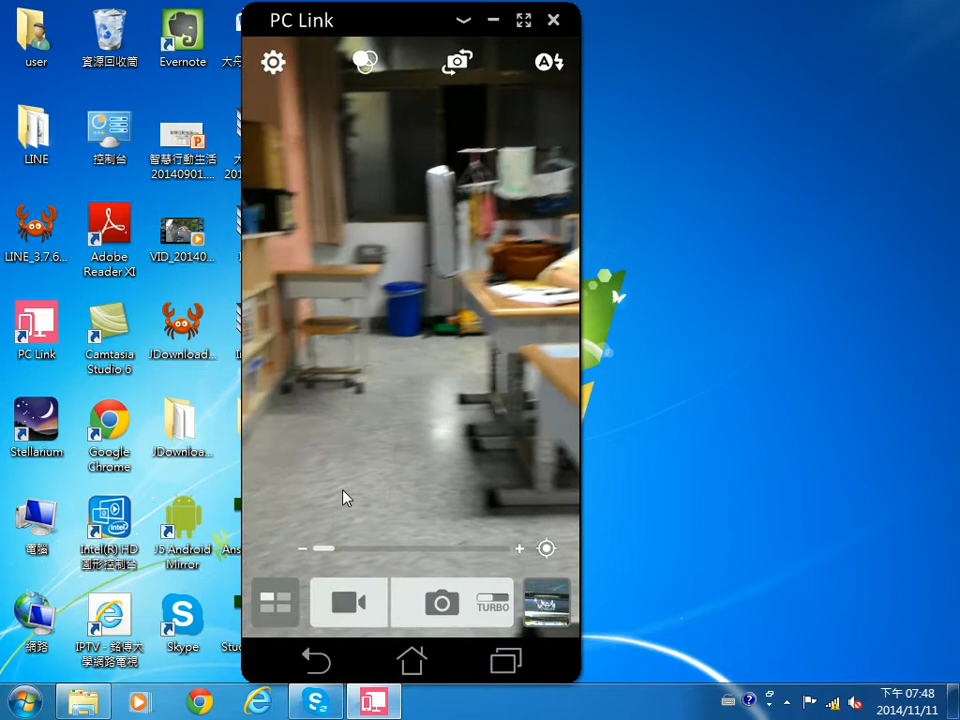 PC Link
A
user
資源回收筒
Evernote
LINE
控制台
智慧行動生活
20140901....
LINE_3.7.6...
Adobe
Reader XI
VID_20140...
PC Link
Camtasia
Studio 6
JDownload...
Stellarium
Google
Chrome
JDownloa...
電腦
Intel(R) HD
圖形控制台
J5 Android
Mirror
網路
IPTV - 銘傳大
學網路電視
Skype
TURBO
下午 07:48
2014/11/11